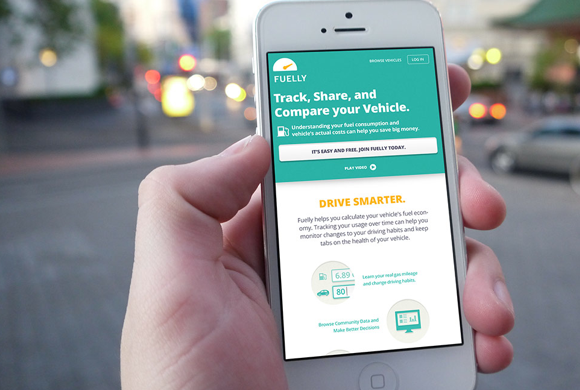 FUELLY
BROWSE VEHICLES
LOG IN
Track, Share, and
Compare your Vehicle.
Understanding your fuel consumption and
vehicle's actual costs can help you save big money.
IT'S EASY AND FREE, JOIN FUELLY TODAY.
PLAY VIDEO
DRIVE SMARTER.
Fuelly helps you calculate your vehicle's fuel econ-
omy. Tracking your usage over time can help you
monitor changes to your driving habits and keep
tabs on the health of your vehicle.
6.89
80
Learn your real gas mileage
and change driving habits.
Browse Community Data and
Make Better Decisions